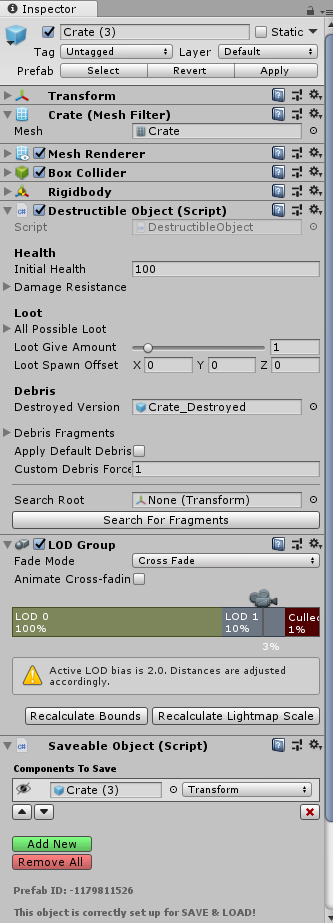 Inspector
Crate (3) Static
Tag Untagged Layer Default
Prefab Select Revert Apply
Transform
Crate (Mesh Filter)
Mesh Crate
Mesh Renderer
Box Collider
Rigidbody
Destructible Object (Script)
Script DestructibleObject
Health
Initial Health 100
Damage Resistance
Loot
All Possible Loot
Loot Give Amount 1
Loot Spawn Offset X 0 Y 0 Z 0
Debris
Destroyed Version Crate_Destroyed
Debris Fragments
Apply Default Debris
Custom Debris Force 1
Search Root None (Transform)
Search For Fragments
LOD Group
Fade Mode Cross Fade
Animate Cross-fadin
LOD 0 LOD 1 Culled
100% 10% 1%
3%
Active LOD bias is 2.0. Distances are adjusted
accordingly.
Recalculate Bounds Recalculate Lightmap Scale
Saveable Object (Script)
Components To Save
Crate (3) Transform
Add New
Remove All
Prefab ID: -1179811526
This object is correctly set up for SAVE & LOAD!